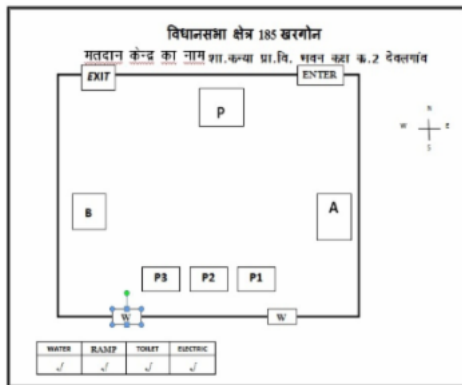 विधानसभा क्षेत्र 185 खरगोन
मतदान केन्द्र का नाम शा.कन्या प्रा.वि. भवन कक्ष क.2 देवलगांव
EXIT
ENTER
P
N
W E
S
B
A
P3 P2 P1
W W
WATER RAMP TOILET ELECTRIC
√ √ √ √